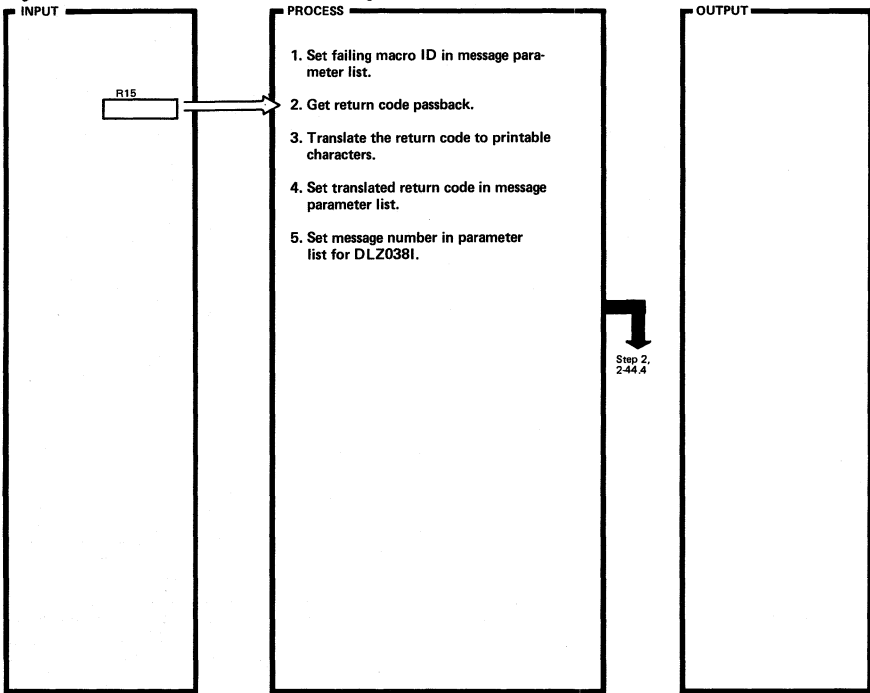 INPUT
PROCESS
OUTPUT
1. Set failing macro ID in message para-
meter list.
R15
2. Get return code passback.
3. Translate the return code to printable
characters.
4. Set translated return code in message
parameter list.
5. Set message number in parameter
list for DLZ038I.
Step 2,
2-44.4